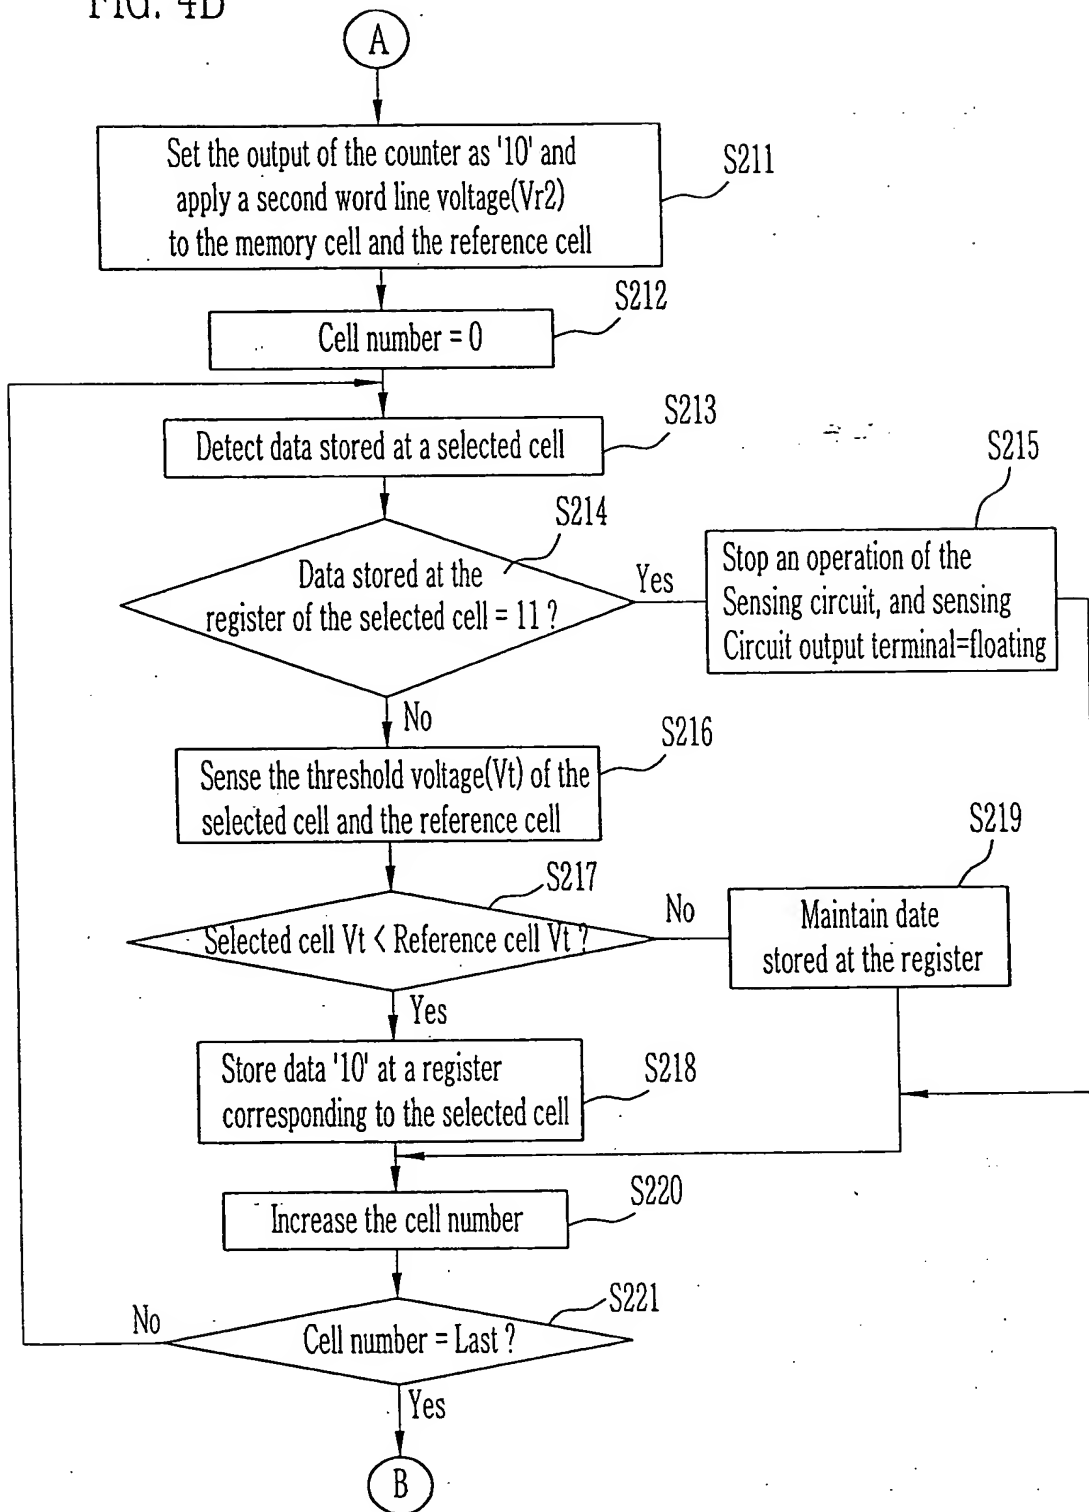 FIG. 4B
A
Set the output of the counter as '10' and
apply a second word line voltage(Vr2)
to the memory cell and the reference cell
S211
S212
Cell number = 0
S213
Detect data stored at a selected cell
S214
Data stored at the
register of the selected cell = 11 ?
Yes
S215
Stop an operation of the
Sensing circuit, and sensing
Circuit output terminal=floating
No
S216
Sense the threshold voltage(Vt) of the
selected cell and the reference cell
S217
Selected cell Vt < Reference cell Vt ?
No
S219
Maintain date
stored at the register
Yes
Store data '10' at a register
corresponding to the selected cell
S218
S220
Increase the cell number
S221
Cell number = Last ?
No
Yes
B